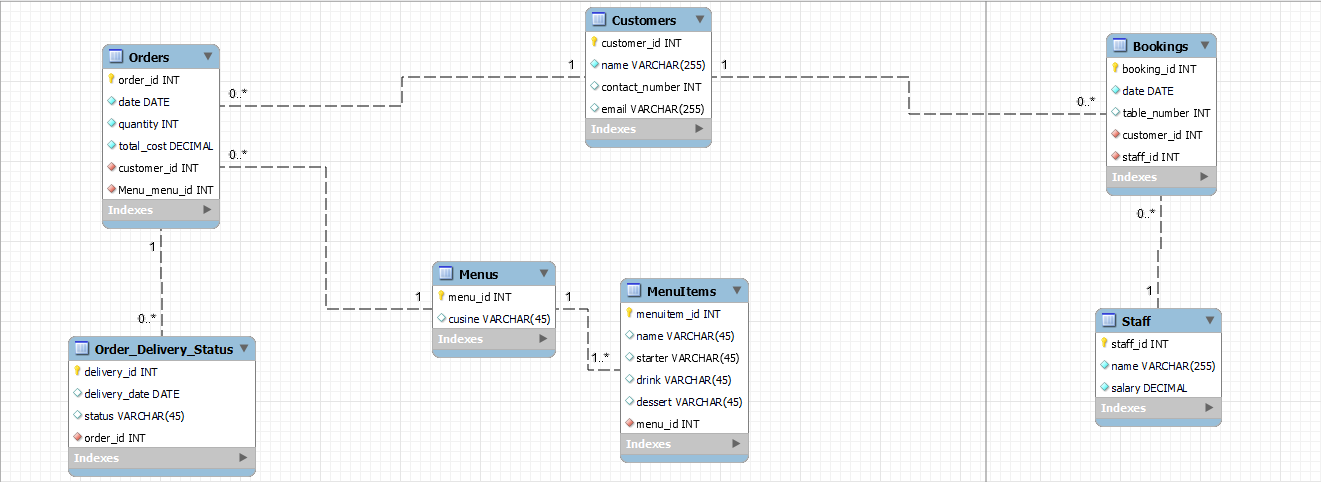 Customers
customer_id INT
name VARCHAR(255)
contact_number INT
email VARCHAR(255)
Indexes
Orders
order_id INT
date DATE
quantity INT
total_cost DECIMAL
customer_id INT
Menu_menu_id INT
Indexes
Bookings
booking_id INT
date DATE
table_number INT
customer_id INT
staff_id INT
Indexes
0..*
1
1
0..*
0..*
1
1
0..*
0..*
1
1
1..*
Menus
menu_id INT
cusine VARCHAR(45)
Indexes
MenuItems
menuitem_id INT
name VARCHAR(45)
starter VARCHAR(45)
drink VARCHAR(45)
dessert VARCHAR(45)
menu_id INT
Indexes
Order_Delivery_Status
delivery_id INT
delivery_date DATE
status VARCHAR(45)
order_id INT
Indexes
Staff
staff_id INT
name VARCHAR(255)
salary DECIMAL
Indexes